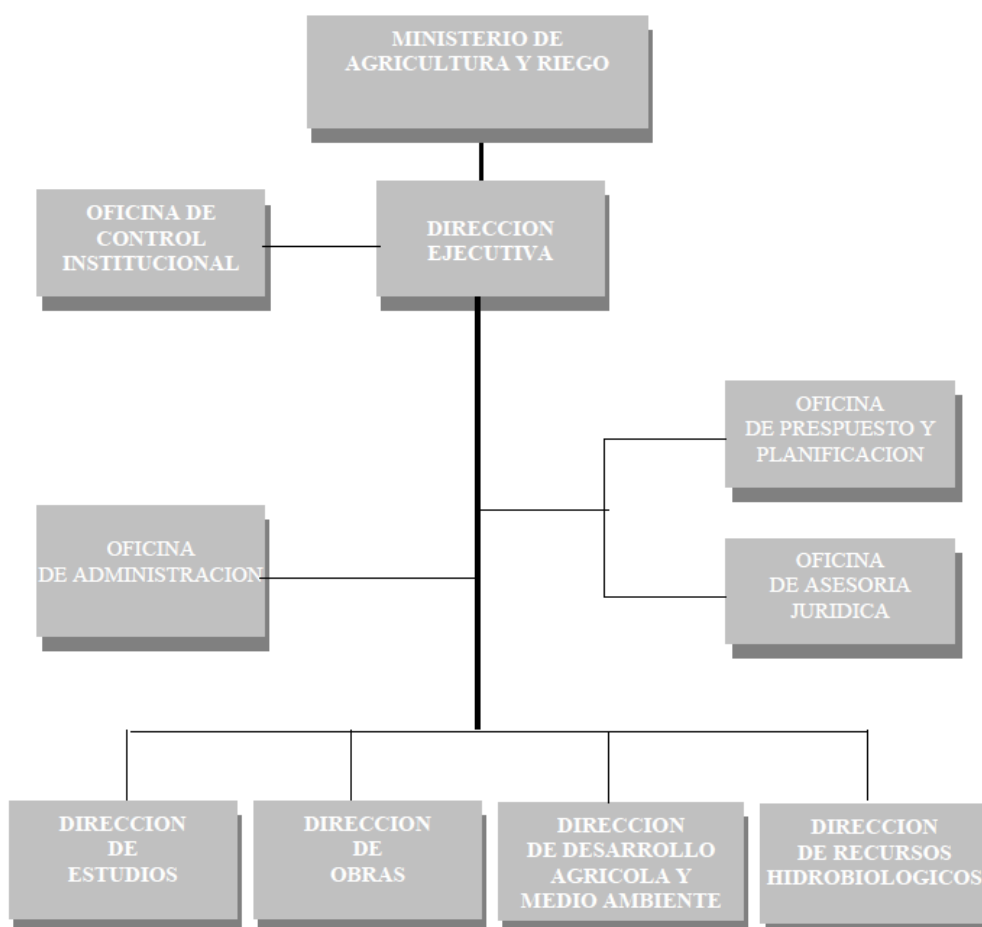 MINISTERIO DE
AGRICULTURA Y RIEGO
OFICINA DE
CONTROL
INSTITUCIONAL
DIRECCION
EJECUTIVA
OFICINA
DE PRESPUESTO Y
PLANIFICACION
OFICINA
DE ADMINISTRACION
OFICINA
DE ASESORIA
JURIDICA
DIRECCION
DE
ESTUDIOS
DIRECCION
DE
OBRAS
DIRECCION
DE DESARROLLO
AGRICOLA Y
MEDIO AMBIENTE
DIRECCION
DE RECURSOS
HIDROBIOLOGICOS